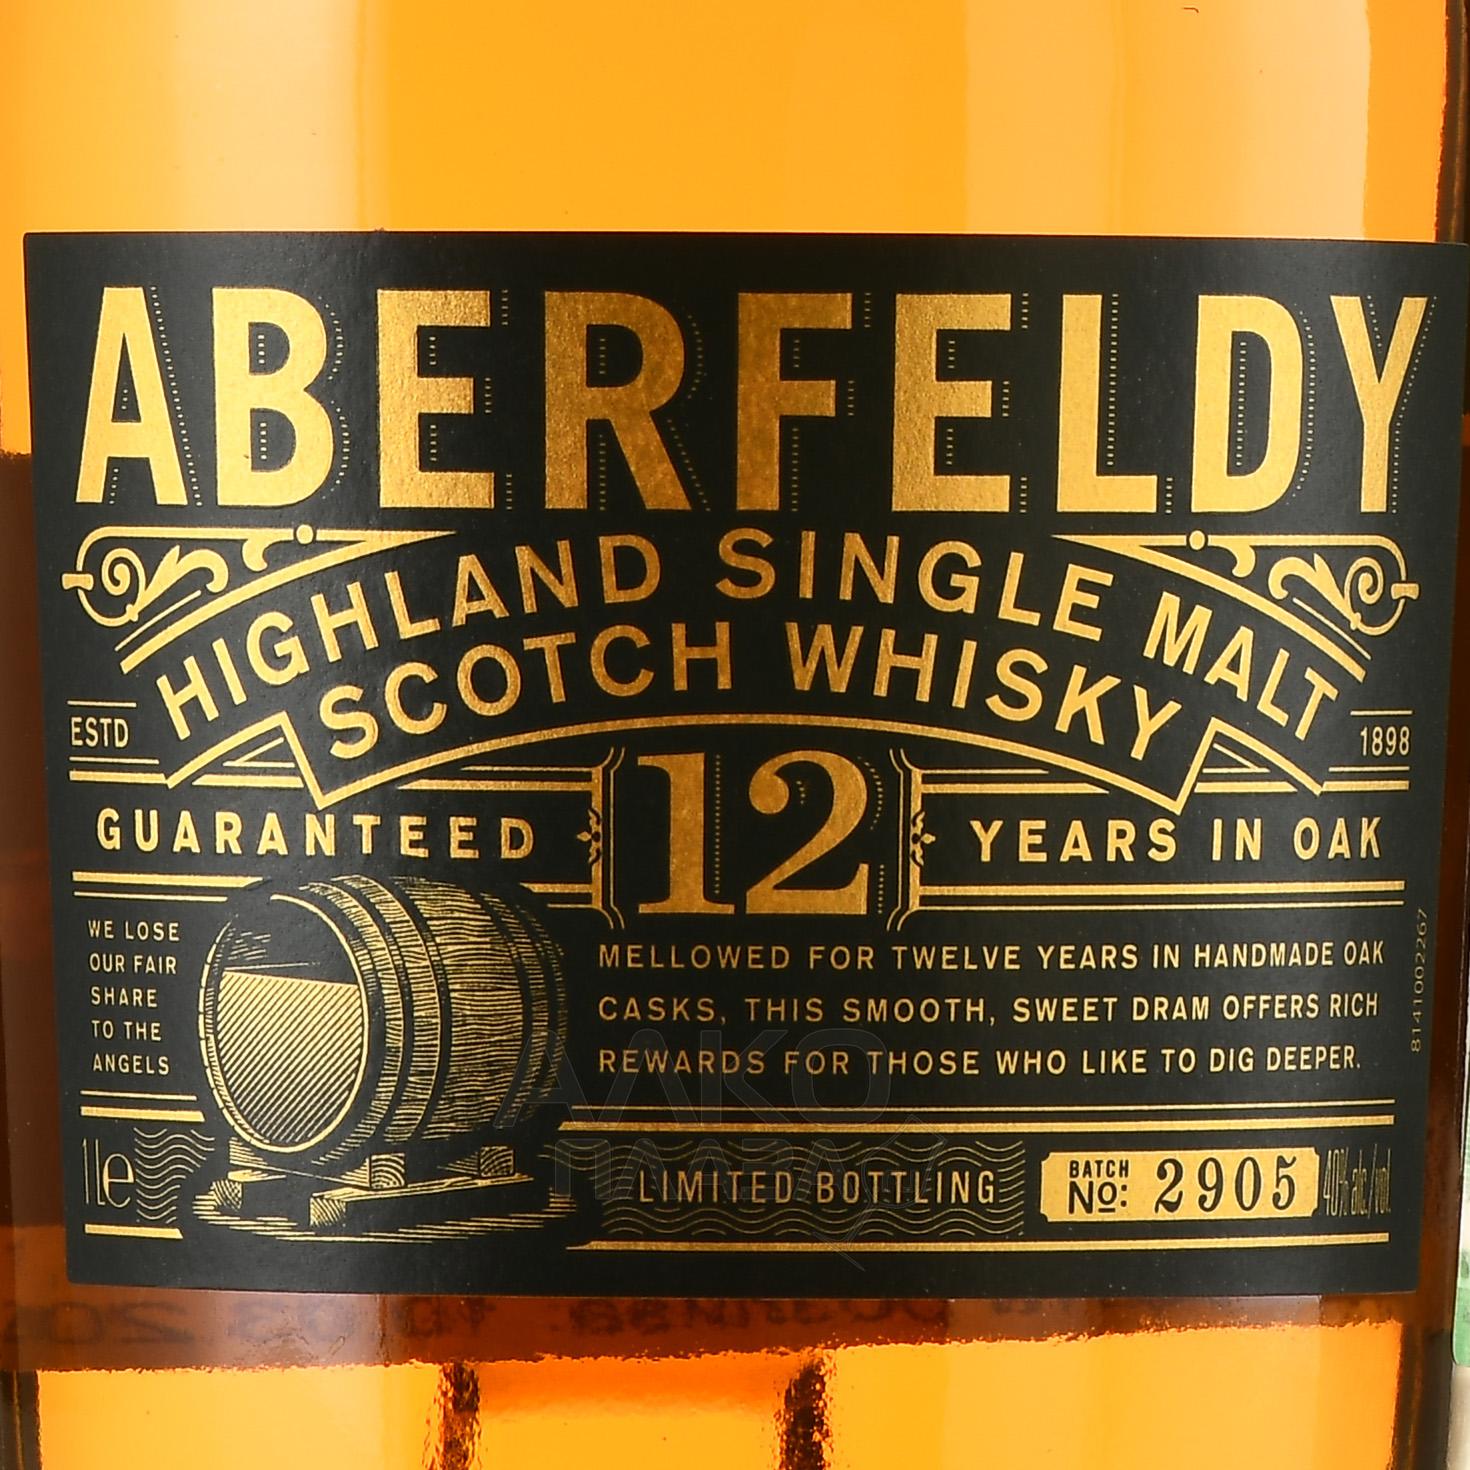 ABERFELDY
HIGHLAND SINGLE MALT
SCOTCH WHISKY
ESTD
1898
GUARANTEED
12
YEARS IN OAK
WE LOSE
OUR FAIR
SHARE
TO THE
ANGELS
MELLOWED FOR TWELVE YEARS IN HANDMADE OAK
CASKS, THIS SMOOTH, SWEET DRAM OFFERS RICH
REWARDS FOR THOSE WHO LIKE TO DIG DEEPER.
8141002267
1L e
LIMITED BOTTLING
BATCH
No: 2905
40% alc./vol.